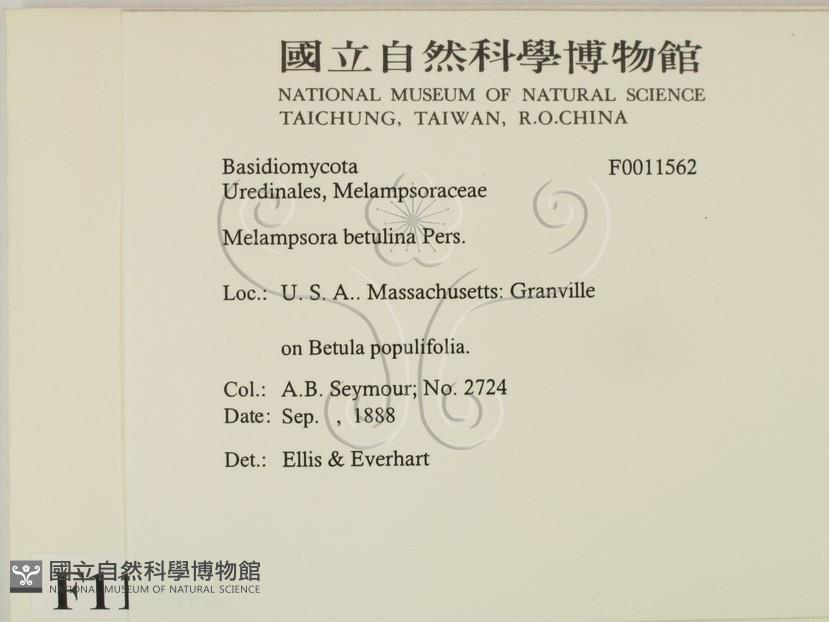 國立自然科學博物館
NATIONAL MUSEUM OF NATURAL SCIENCE
TAICHUNG, TAIWAN, R.O.CHINA
Basidiomycota F0011562
Uredinales, Melampsoraceae
Melampsora betulina Pers.
Loc.: U. S. A.. Massachusetts: Granville
on Betula populifolia.
Col.: A.B. Seymour; No. 2724
Date: Sep. , 1888
Det.: Ellis & Everhart
國立自然科學博物館
NATIONAL MUSEUM OF NATURAL SCIENCE